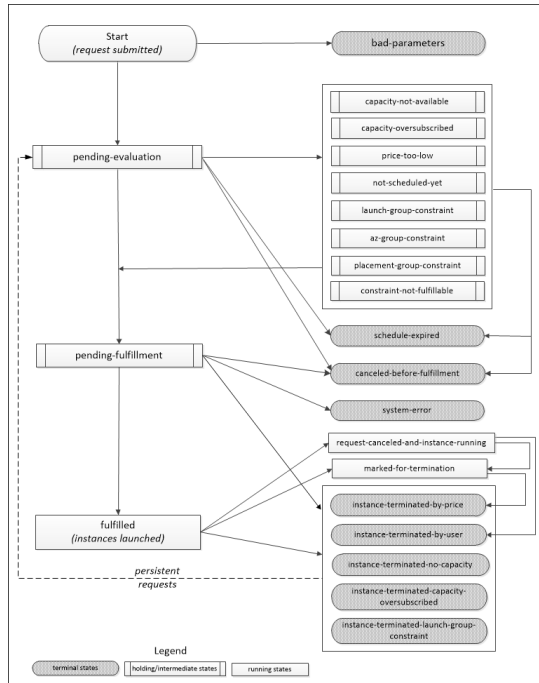 Start
(request submitted)
bad-parameters
capacity-not-available
capacity-oversubscribed
pending-evaluation
price-too-low
not-scheduled-yet
launch-group-constraint
az-group-constraint
placement-group-constraint
constraint-not-fulfillable
schedule-expired
pending-fulfillment
canceled-before-fulfillment
system-error
request-canceled-and-instance-running
marked-for-termination
instance-terminated-by-price
fulfilled
(instances launched)
instance-terminated-by-user
instance-terminated-no-capacity
persistent
requests
instance-terminated-capacity-
oversubscribed
instance-terminated-launch-group-
constraint
Legend
terminal states
holding/intermediate states
running states